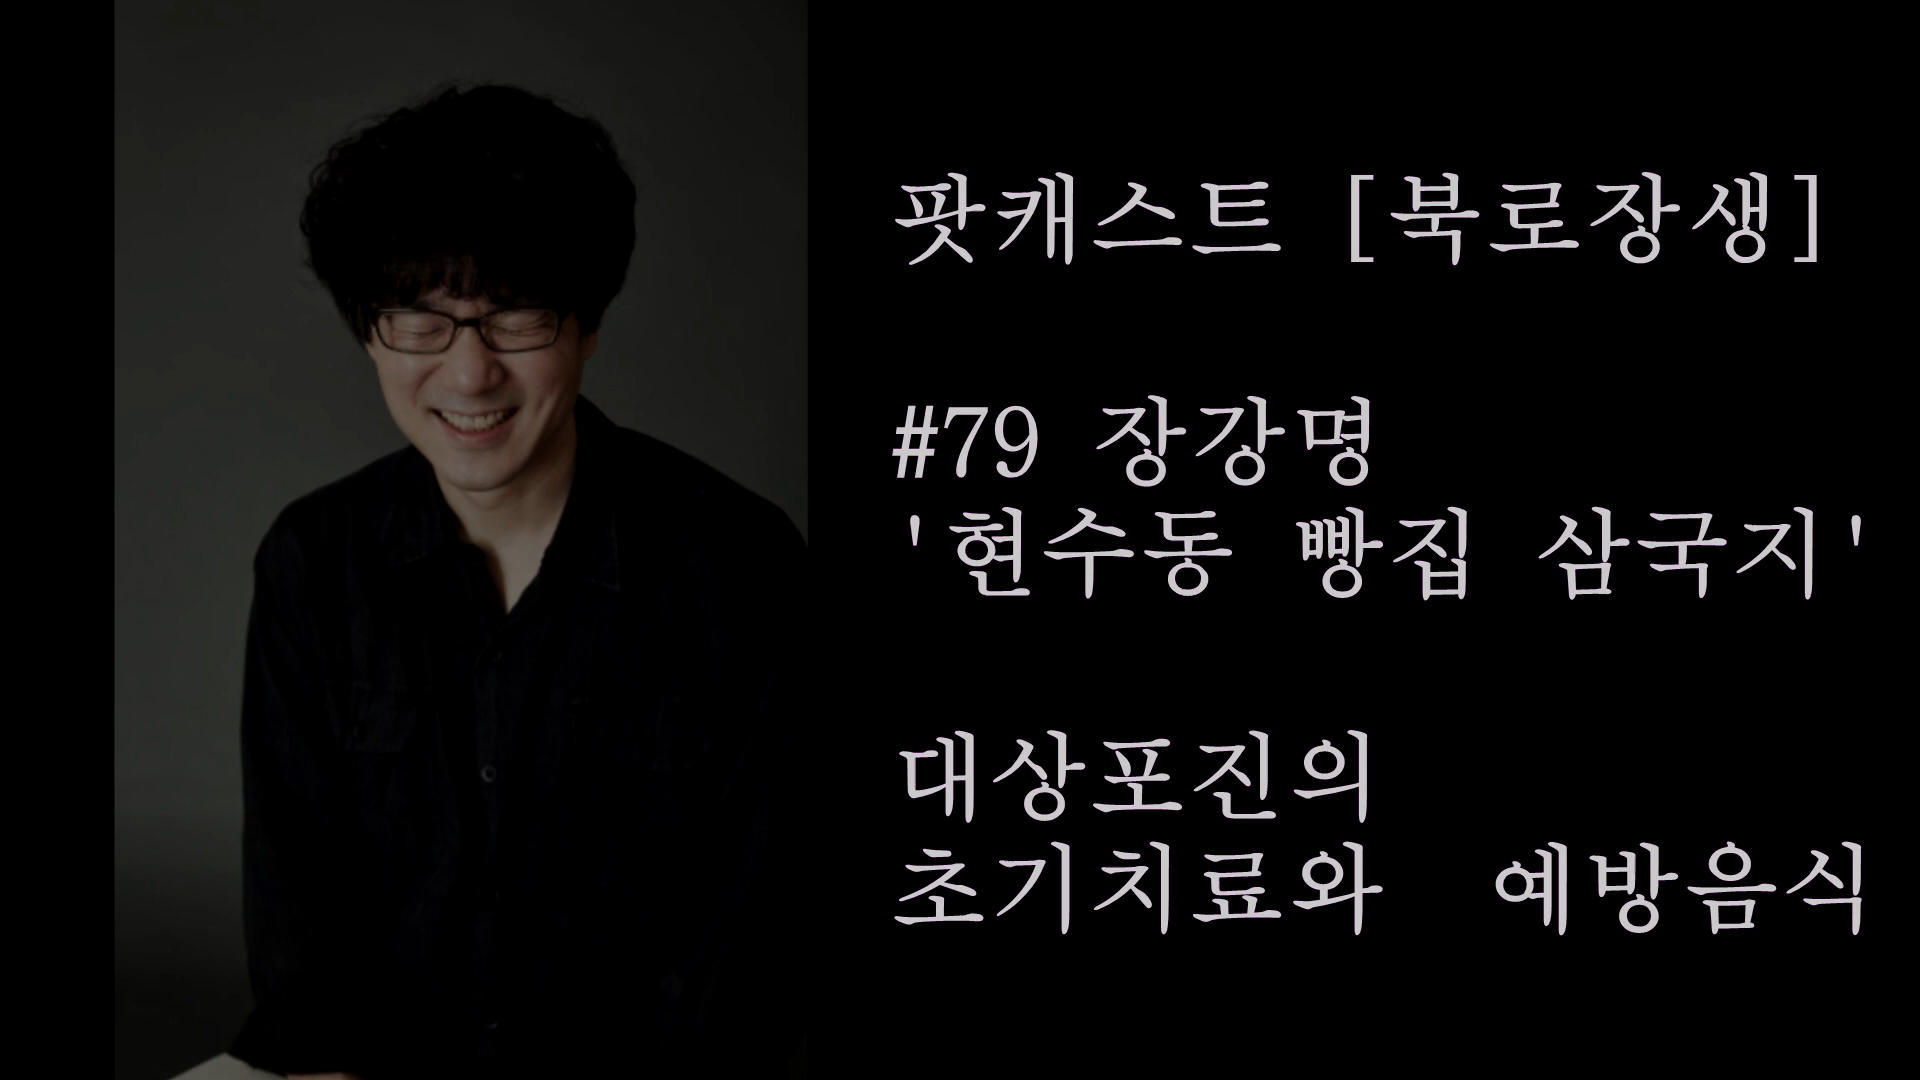 팟캐스트 [북로장생]
#79 장강명
'현수동 빵집 삼국지'
대상포진의
초기치료와 예방음식